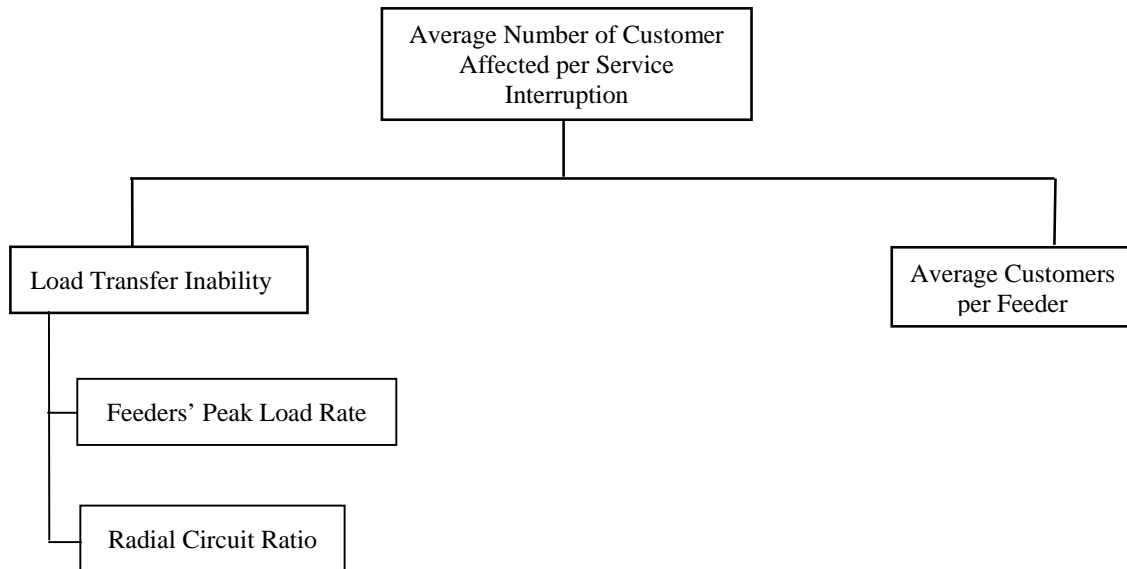 Average Number of Customer
Affected per Service
Interruption
Load Transfer Inability
Average Customers
per Feeder
Feeders’ Peak Load Rate
Radial Circuit Ratio